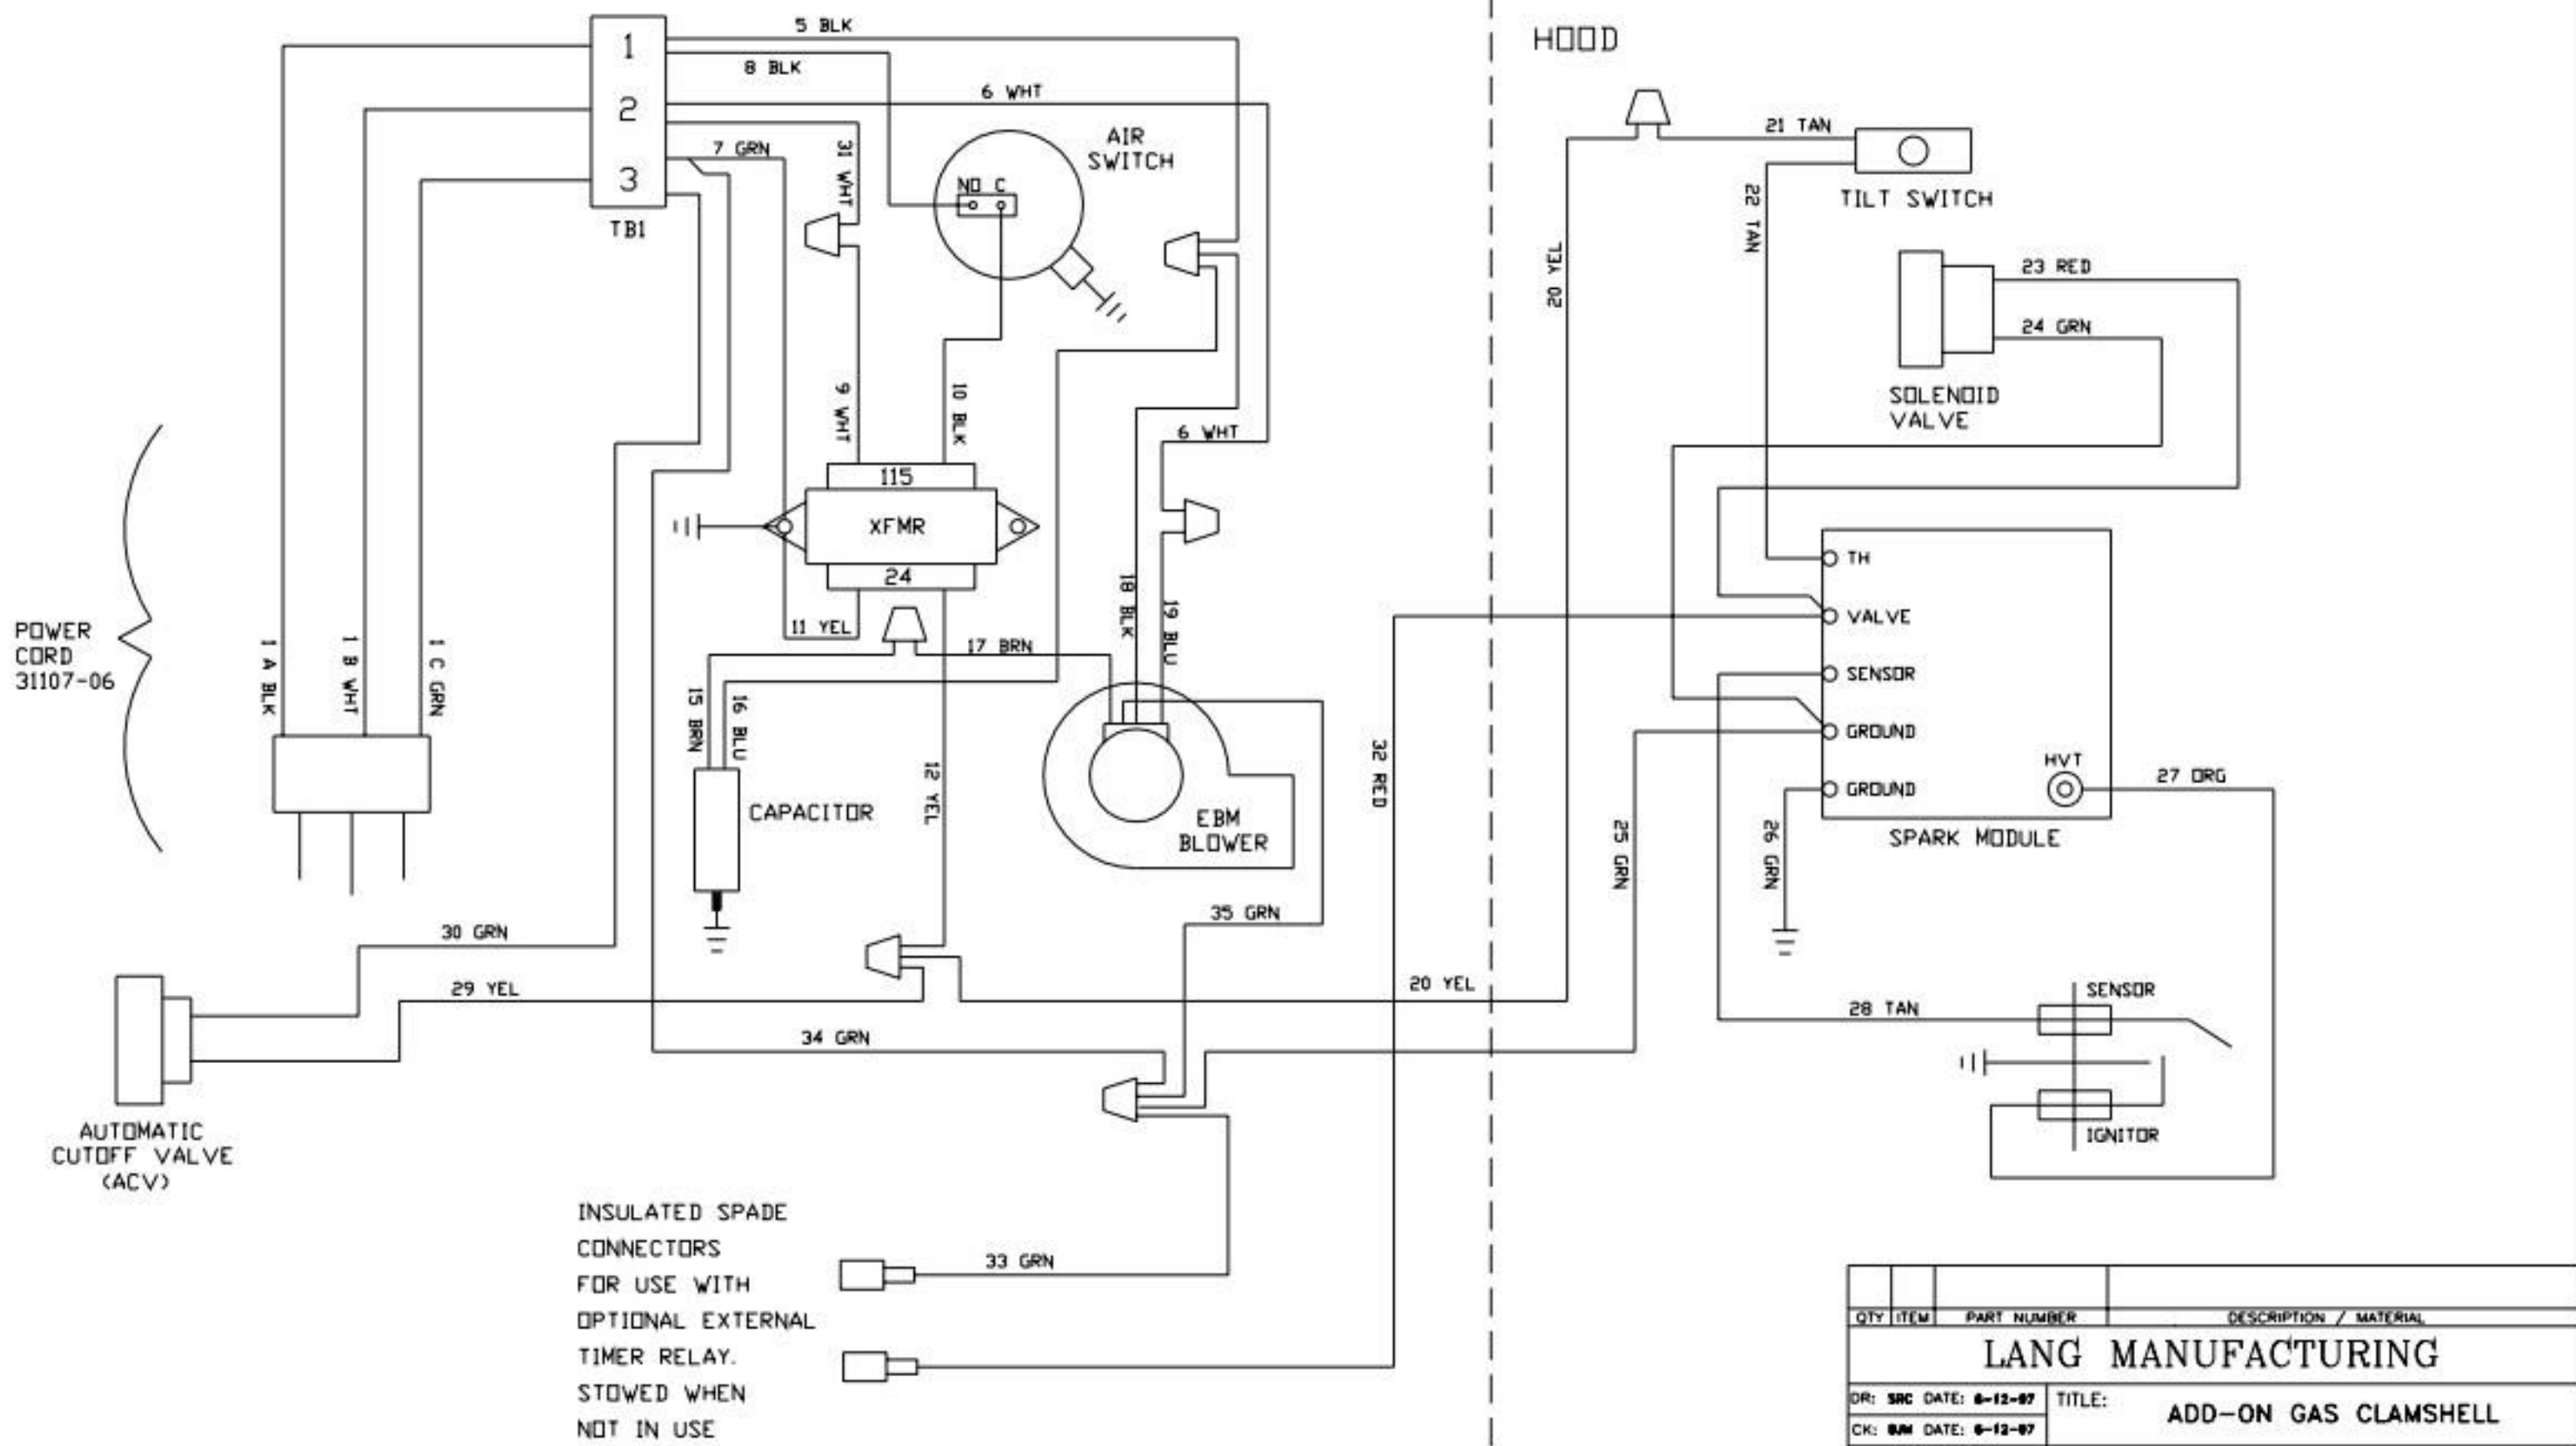 5 BLK
8 BLK
6 WHT
1
2
3
TB1
7 GRN
31 WHT
AIR
SWITCH
NO C
HOOD
21 TAN
TILT SWITCH
22 TAN
20 YEL
23 RED
24 GRN
SOLENOID
VALVE
9 WHT
10 BLK
6 WHT
115
XFMR
24
11 YEL
17 BRN
18 BLK
19 BLU
POWER
CORD
31107-06
1 A BLK
1 B WHT
1 C GRN
15 BRN
16 BLU
CAPACITOR
12 YEL
EBM
BLOWER
32 RED
TH
VALVE
SENSOR
GROUND
GROUND
HVT
27 ORG
SPARK MODULE
25 GRN
26 GRN
35 GRN
30 GRN
29 YEL
20 YEL
34 GRN
28 TAN
SENSOR
IGNITOR
AUTOMATIC
CUTOFF VALVE
(ACV)
INSULATED SPADE
CONNECTORS
FOR USE WITH
OPTIONAL EXTERNAL
TIMER RELAY.
STOWED WHEN
NOT IN USE
33 GRN
QTY ITEM PART NUMBER DESCRIPTION / MATERIAL
LANG MANUFACTURING
DR: SRC DATE: 6-12-97 TITLE:
ADD-ON GAS CLAMSHELL
CK: DATE: 6-12-97